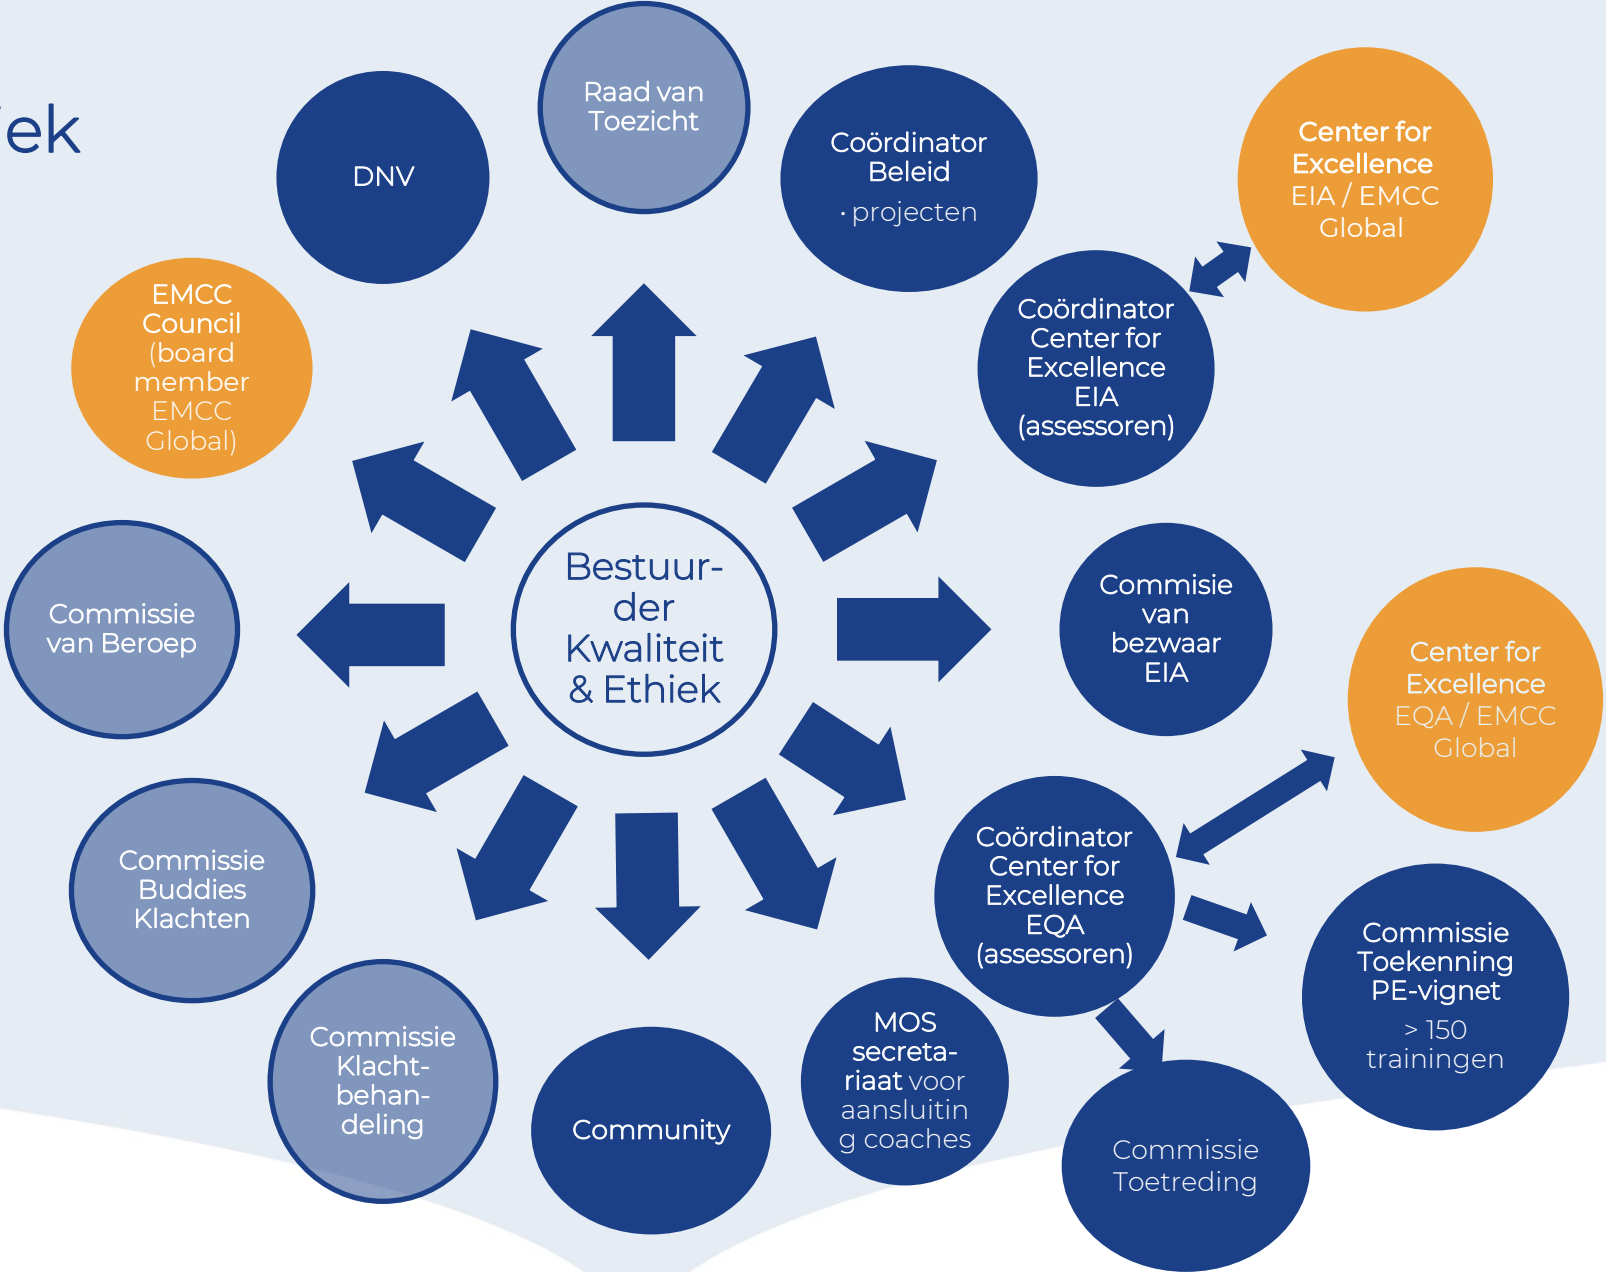 iek
Raad van
Toezicht
DNV
Coördinator
Beleid
· projecten
Center for
Excellence
EIA / EMCC
Global
EMCC
Council
(board
member
EMCC
Global)
Coördinator
Center for
Excellence
EIA
(assessoren)
Commissie
van Beroep
Bestuur-
der
Kwaliteit
& Ethiek
Commisie
van
bezwaar
EIA
Center for
Excellence
EQA / EMCC
Global
Commissie
Buddies
Klachten
Coördinator
Center for
Excellence
EQA
(assessoren)
Commissie
Toekenning
PE-vignet
> 150
trainingen
Commissie
Klacht-
behan-
deling
Community
MOS
secreta-
riaat voor
aansluitin
g coaches
Commissie
Toetreding